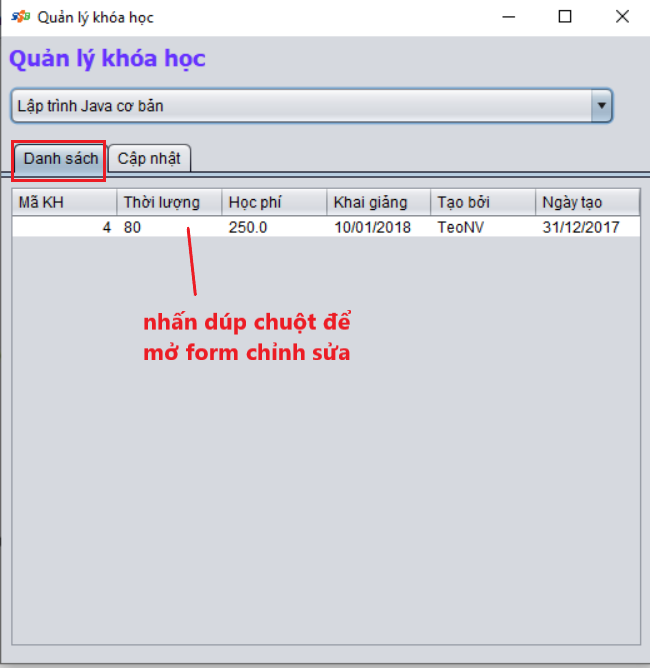 Quản lý khóa học
Quản lý khóa học
Lập trình Java cơ bản
Danh sách Cập nhật
Mã KH Thời lượng Học phí Khai giảng Tạo bởi Ngày tạo
4 80 250.0 10/01/2018 TeoNV 31/12/2017
nhấn dúp chuột để
mở form chỉnh sửa